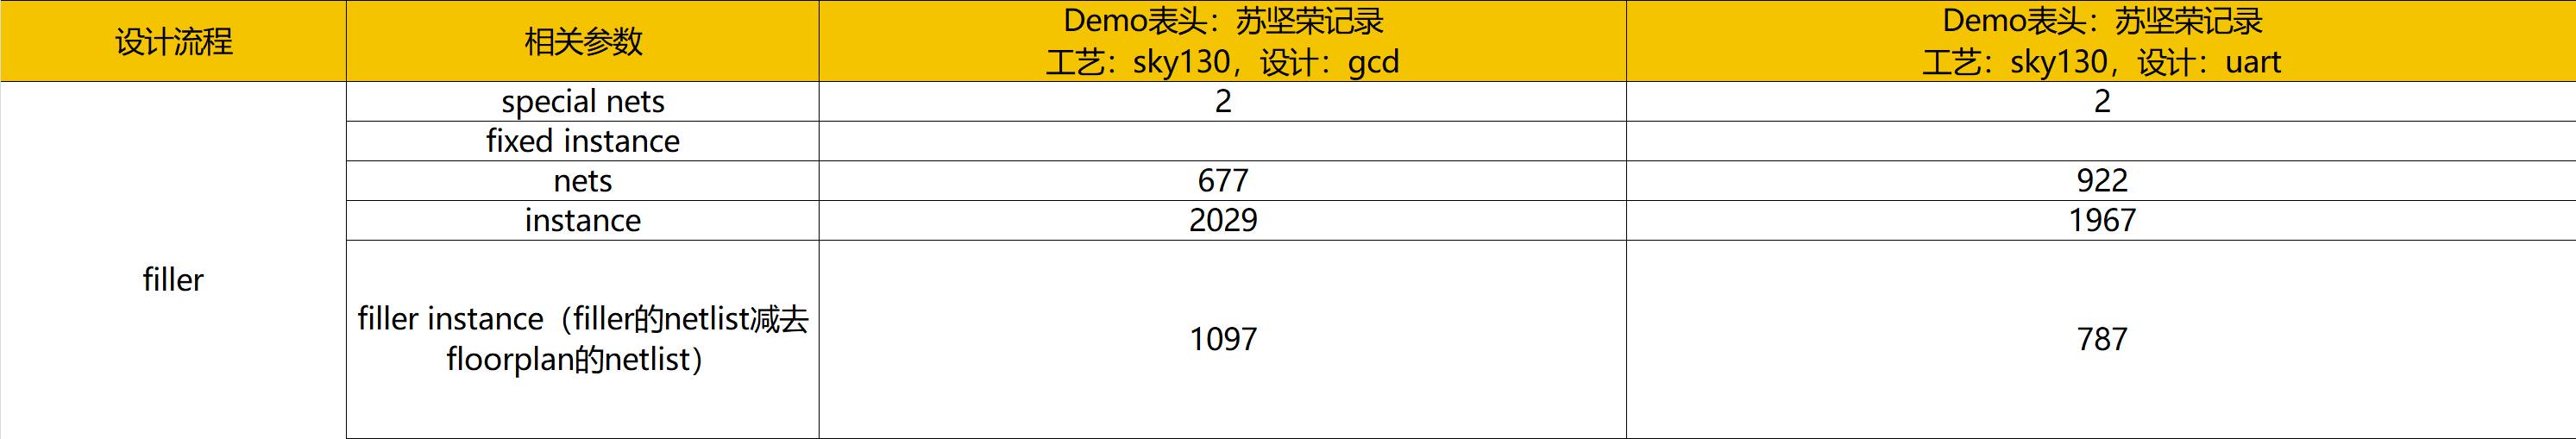 设计流程
相关参数
Demo表头：苏坚荣记录
工艺：sky130，设计：gcd
Demo表头：苏坚荣记录
工艺：sky130，设计：uart
filler
special nets
2
2
fixed instance
nets
677
922
instance
2029
1967
filler instance（filler的netlist减去
floorplan的netlist）
1097
787